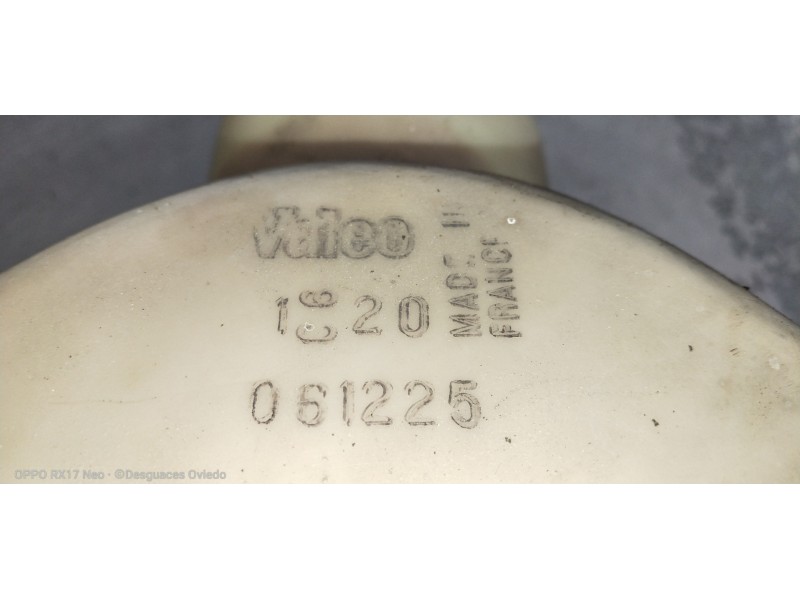 Valeo
1 C6 20
061225
MADE IN
FRANCE
OPPO RX17 Neo · ©Desguaces Oviedo